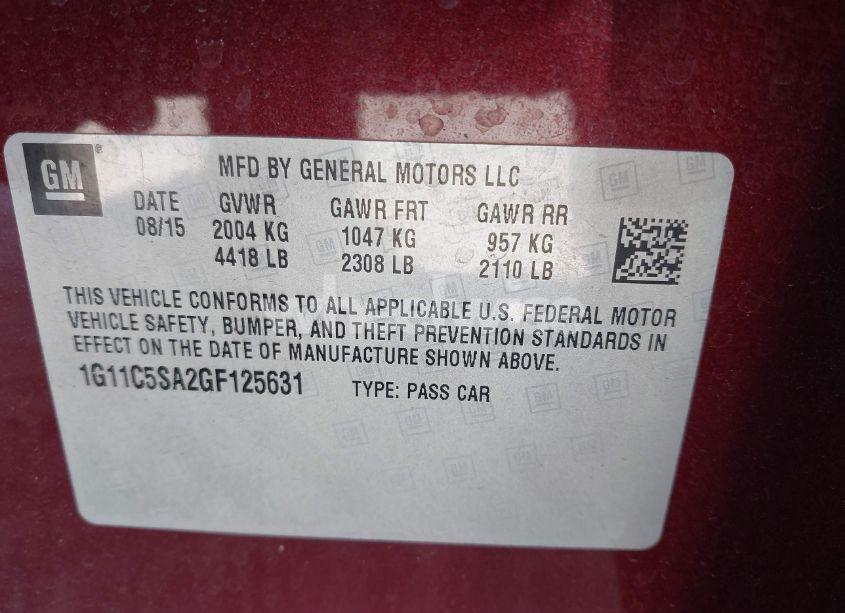 GM
MFD BY GENERAL MOTORS LLC
DATE GVWR GAWR FRT GAWR RR
08/15 2004 KG 1047 KG 957 KG
4418 LB 2308 LB 2110 LB
THIS VEHICLE CONFORMS TO ALL APPLICABLE U.S. FEDERAL MOTOR
VEHICLE SAFETY, BUMPER, AND THEFT PREVENTION STANDARDS IN
EFFECT ON THE DATE OF MANUFACTURE SHOWN ABOVE.
1G11C5SA2GF125631 TYPE: PASS CAR